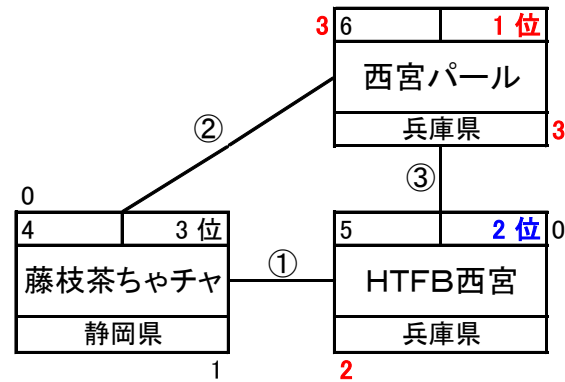 3 6 1 位
西宮パール
兵庫県 3
②
③
0
4 3 位
5 2 位 0
藤枝茶ちゃチャ
①
HTFB西宮
静岡県
兵庫県
1
2